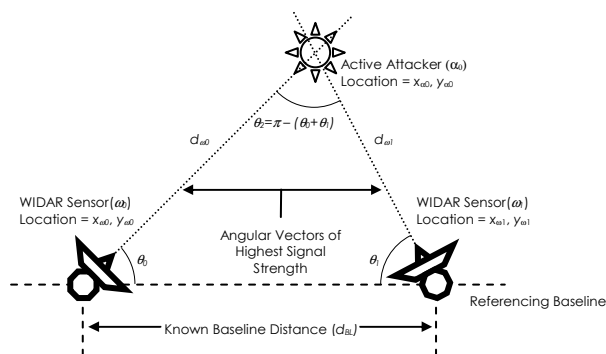 Active Attacker (α₀)
Location = xα0, yα0
θ₂=π – (θ₀+θ₁)
dω0
dω1
WIDAR Sensor(ω₀)
Location = xω0, yω0
WIDAR Sensor(ω₁)
Location = xω1, yω1
Angular Vectors of
Highest Signal
Strength
θ₀
θ₁
Referencing Baseline
Known Baseline Distance (dBL)